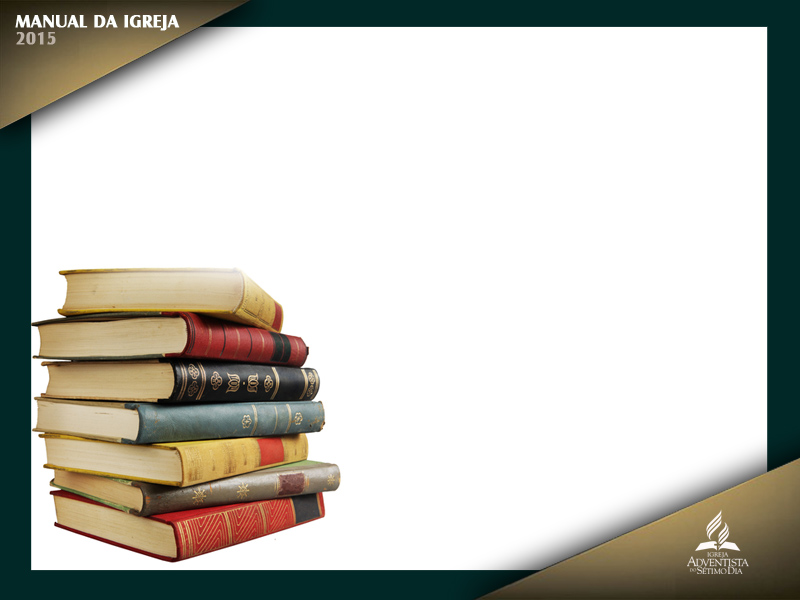 MANUAL DA IGREJA
2015
IGREJA
ADVENTISTA
DO SÉTIMO DIA